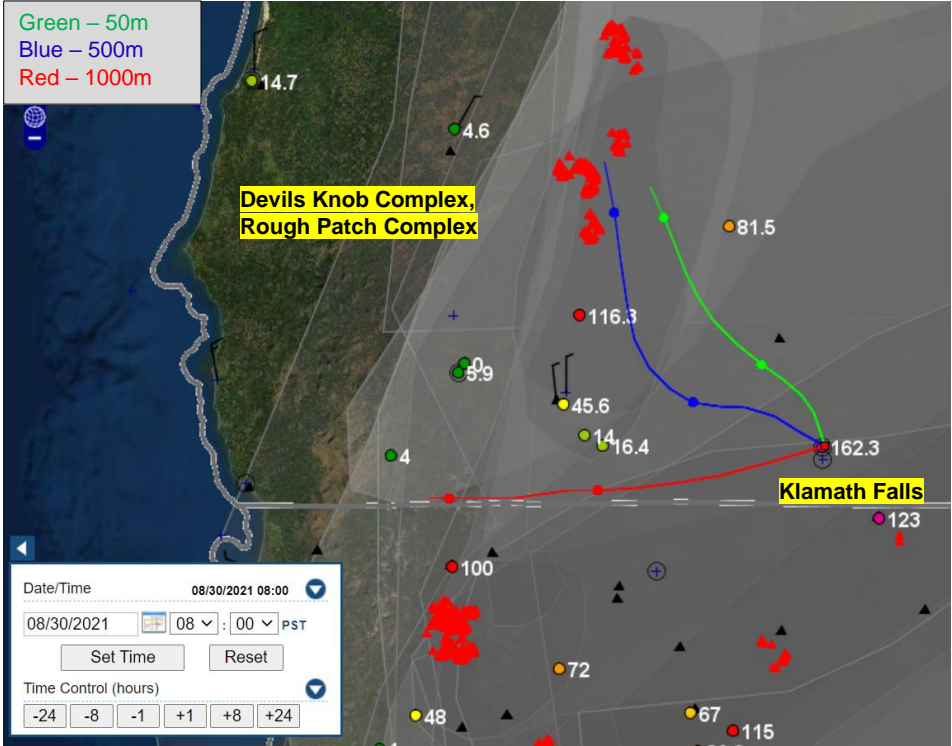 Green – 50m
Blue – 500m
Red – 1000m
14.7
4.6
Devils Knob Complex,
Rough Patch Complex
81.5
116.3
0
5.9
45.6
14
16.4
4
162.3
Klamath Falls
123
100
Date/Time
08/30/2021 08:00
08/30/2021
08 : 00 PST
Set Time
Reset
Time Control (hours)
-24 -8 -1 +1 +8 +24
72
48
67
115